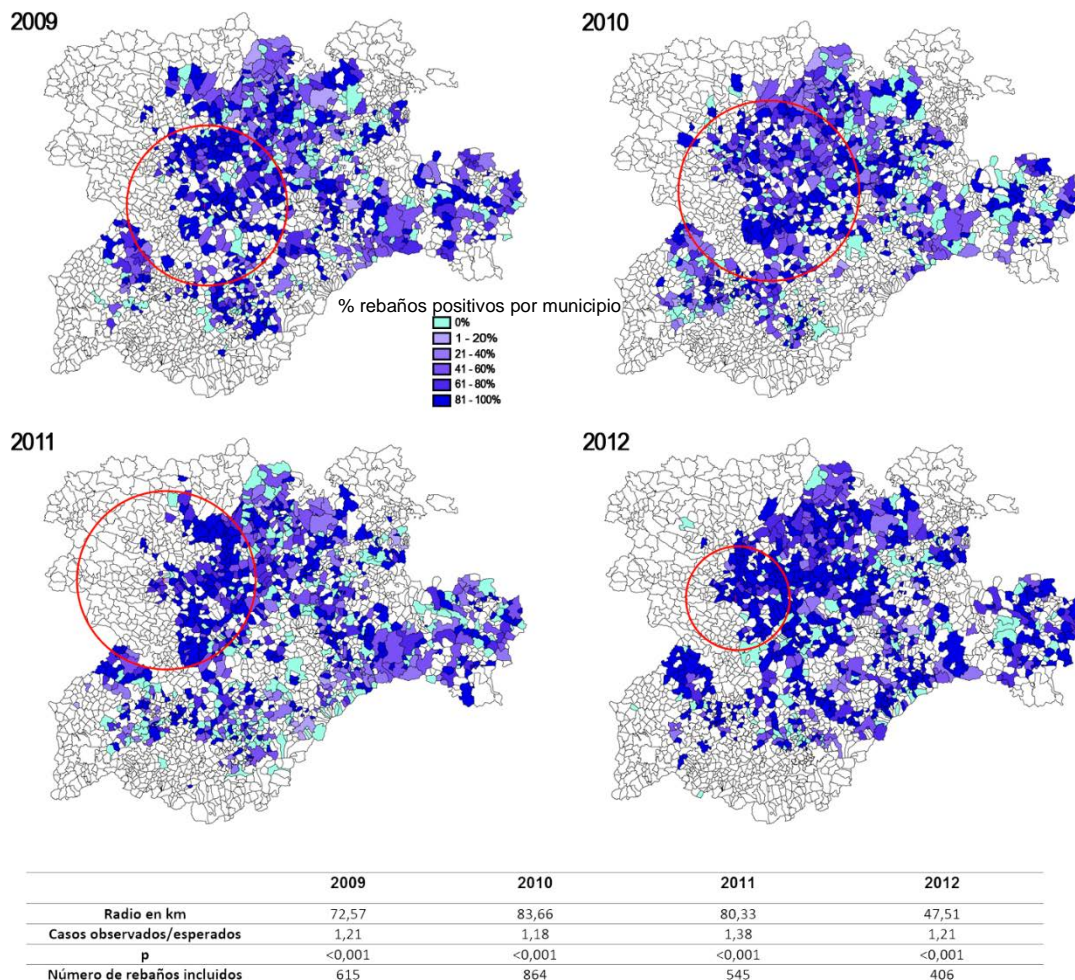 2009
2010
% rebaños positivos por municipio
0%
1 - 20%
21 - 40%
41 - 60%
61 - 80%
81 - 100%
2011
2012
2009 2010 2011 2012
Radio en km 72,57 83,66 80,33 47,51
Casos observados/esperados 1,21 1,18 1,38 1,21
p <0,001 <0,001 <0,001 <0,001
Número de rebaños incluidos 615 864 545 406